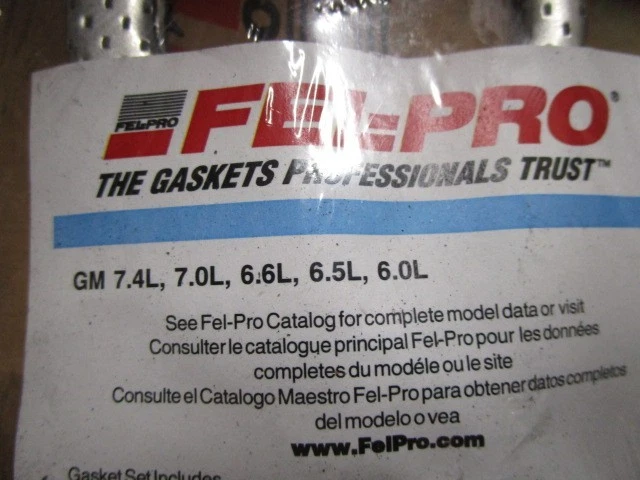 FEL-PRO
FEL-PRO®
THE GASKETS PROFESSIONALS TRUST™
GM 7.4L, 7.0L, 6.6L, 6.5L, 6.0L
See Fel-Pro Catalog for complete model data or visit
Consulter le catalogue principal Fel-Pro pour les données
completes du modéle ou le site
Consulte el Catalogo Maestro Fel-Pro para obtener datos completos
del modelo o vea
www.FelPro.com
Gasket Set Includes